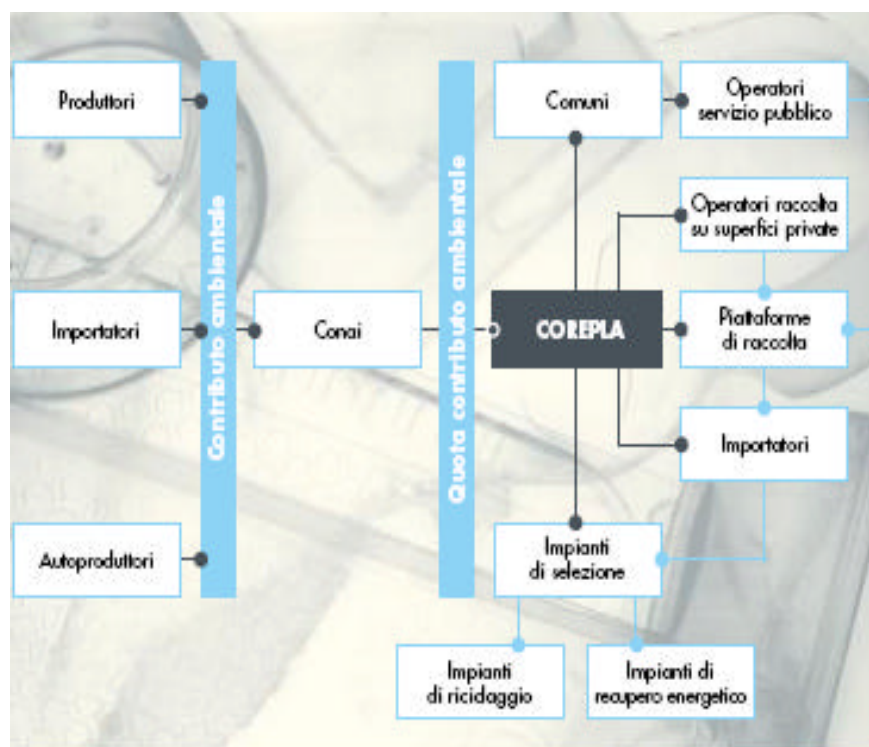 Produttori
Contributo ambientale
Importatori
Autoproduttori
Conai
Quota contributo ambientale
Comuni
Operatori
servizio pubblico
Operatori raccolta
su superfici private
COREPLA
Piattaforme
di raccolta
Importatori
Impianti
di selezione
Impianti
di riciclaggio
Impianti di
recupero energetico